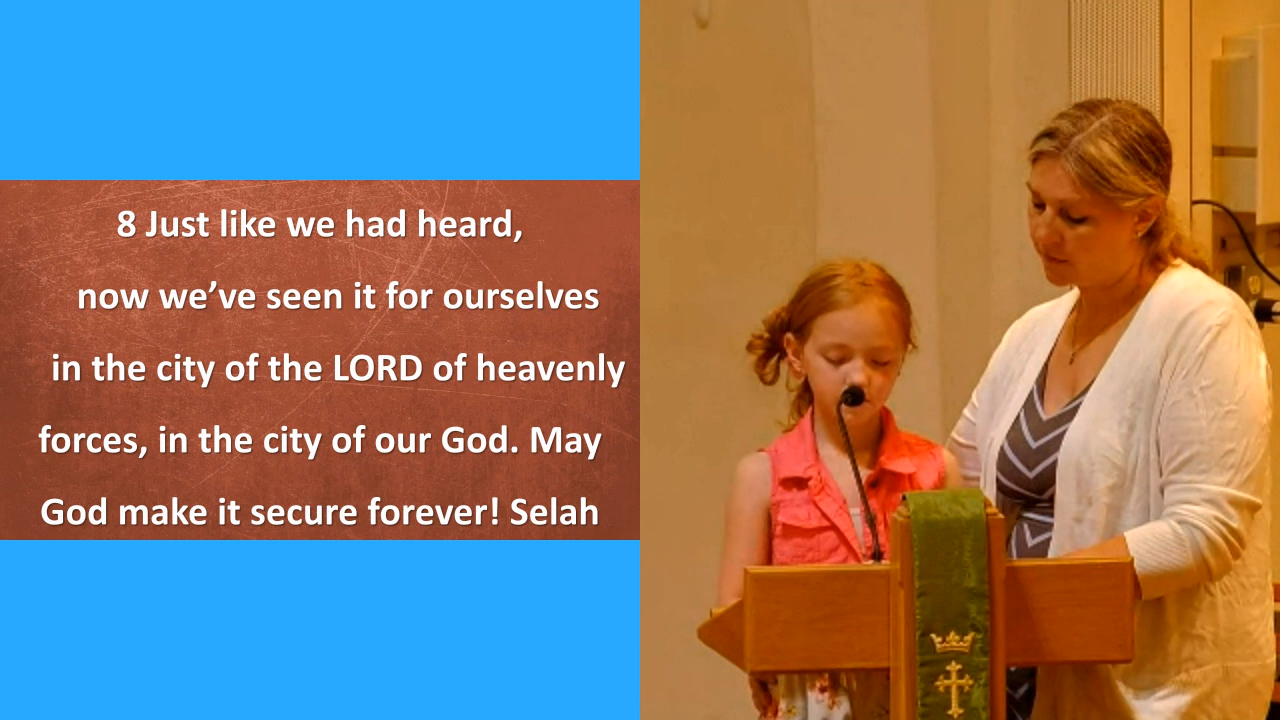 8 Just like we had heard,
now we’ve seen it for ourselves
in the city of the LORD of heavenly
forces, in the city of our God. May
God make it secure forever! Selah